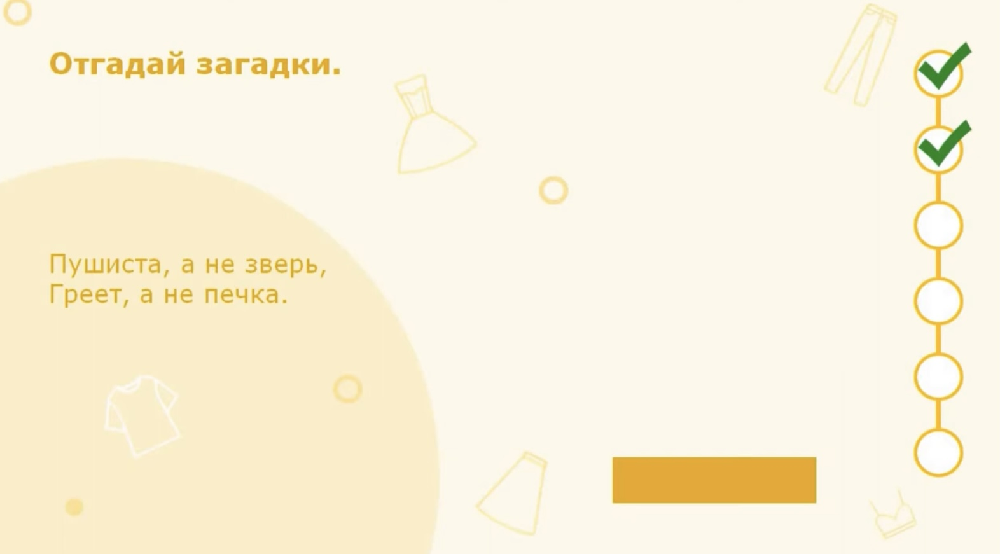 Отгадай загадки.
Пушиста, а не зверь,
Греет, а не печка.